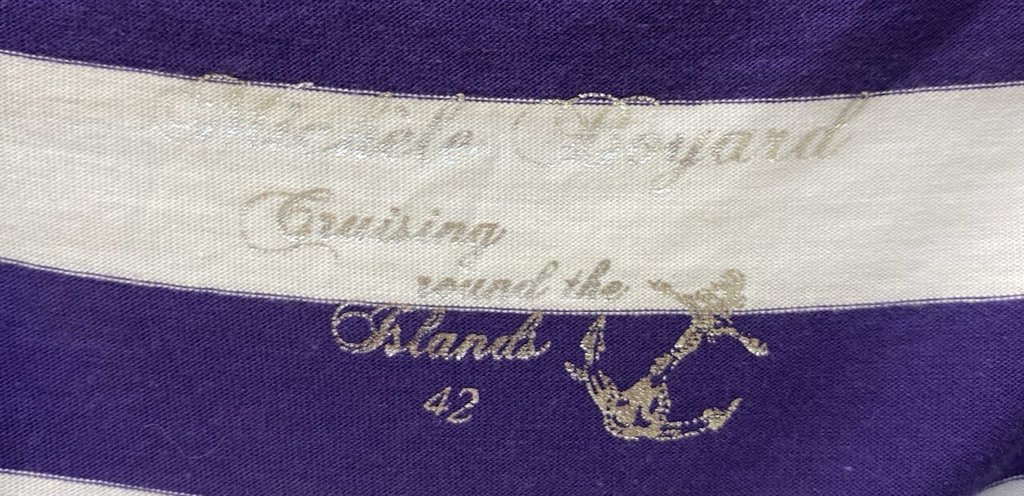 Michèle Boyard
Cruising
round the
Islands
42